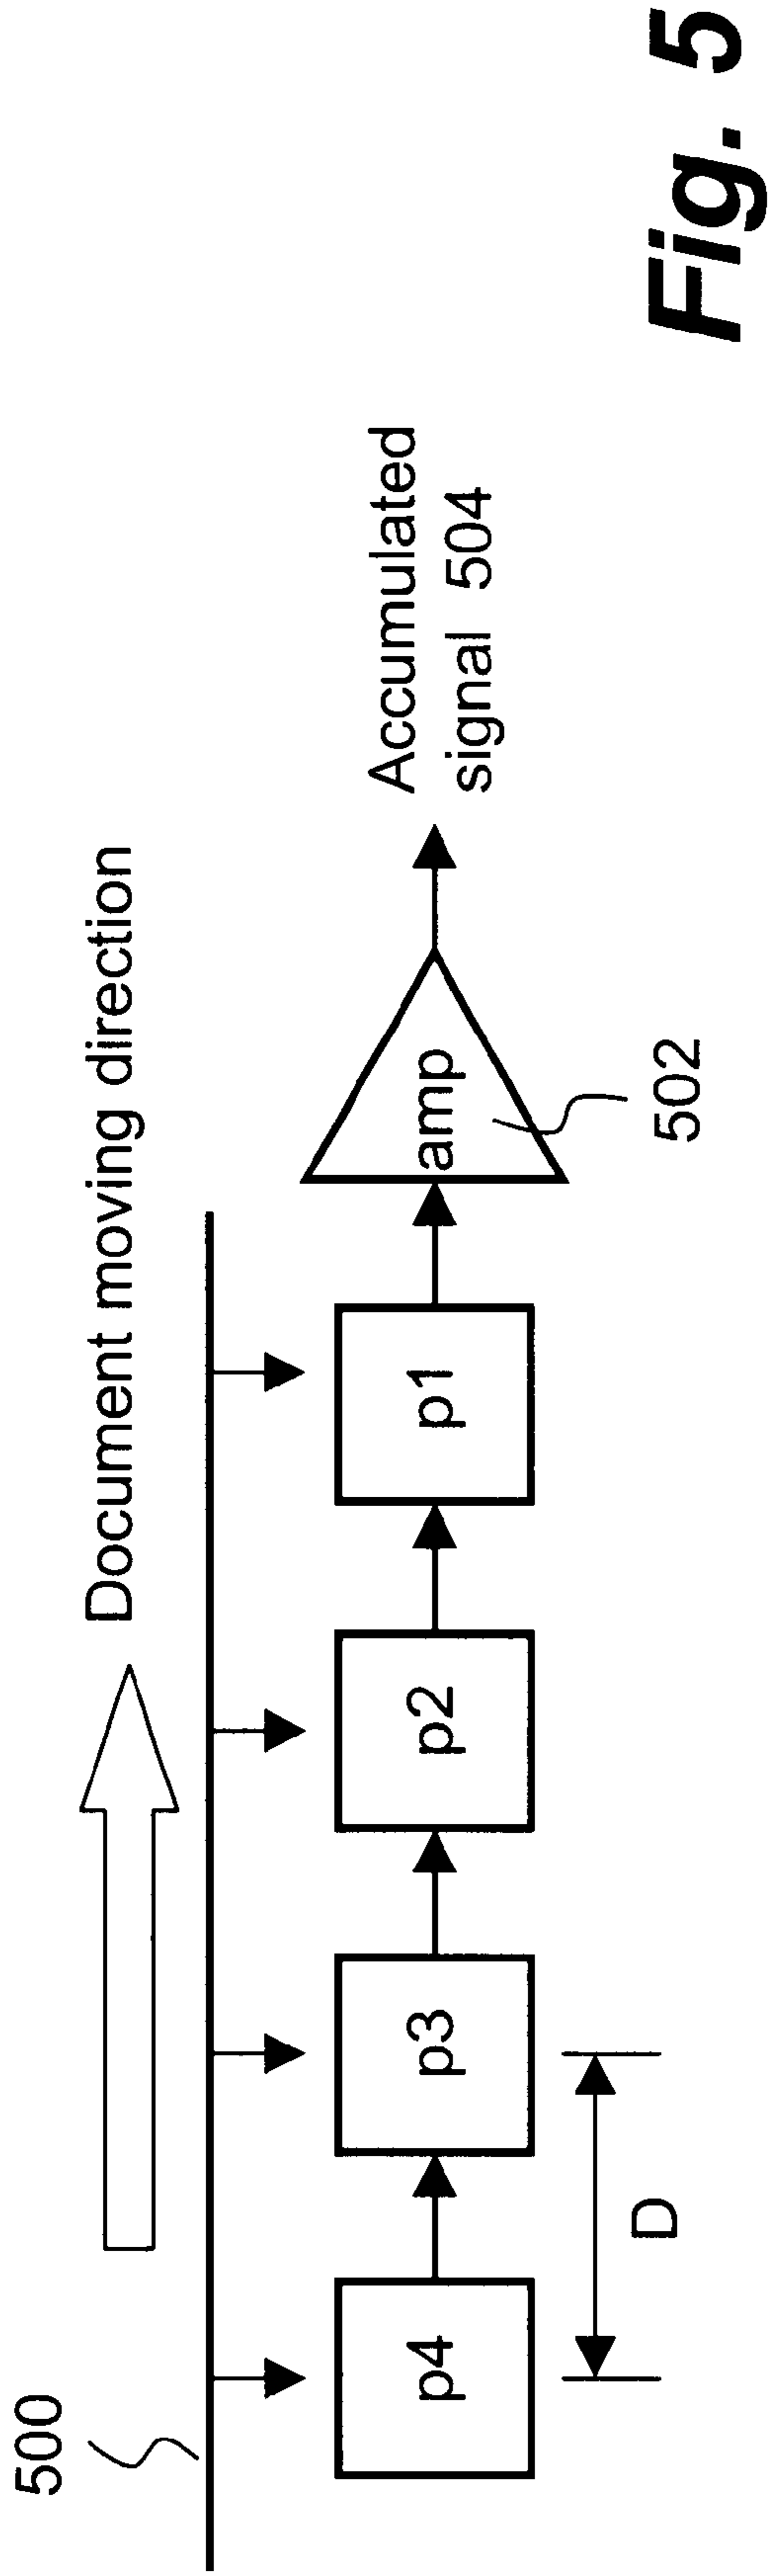 500
Document moving direction
p4
p3
p2
p1
amp
Accumulated
signal 504
D
502
Fig. 5